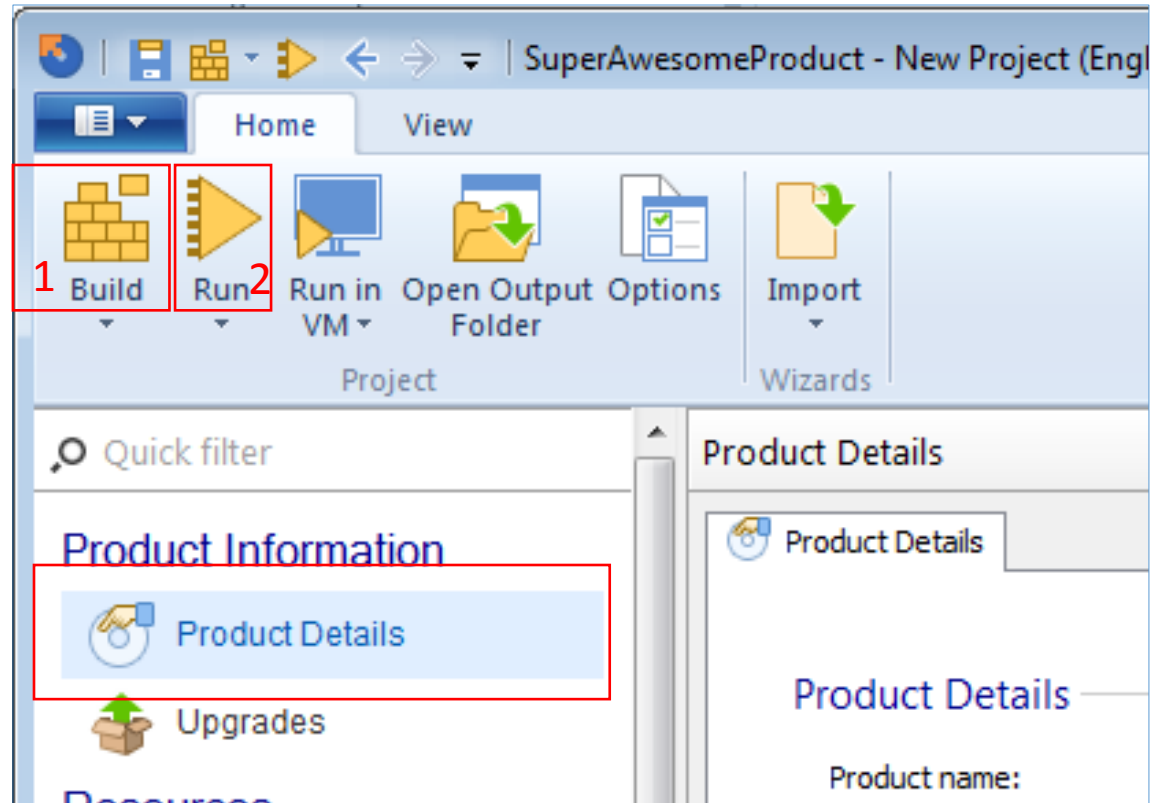 SuperAwesomeProduct - New Project (Engl
Home View
1 Build Run 2 Run in VM Open Output Folder Options Import
Project Wizards
Quick filter
Product Details
Product Information
Product Details
Product Details
Product Details
Upgrades
Product name:
Resources